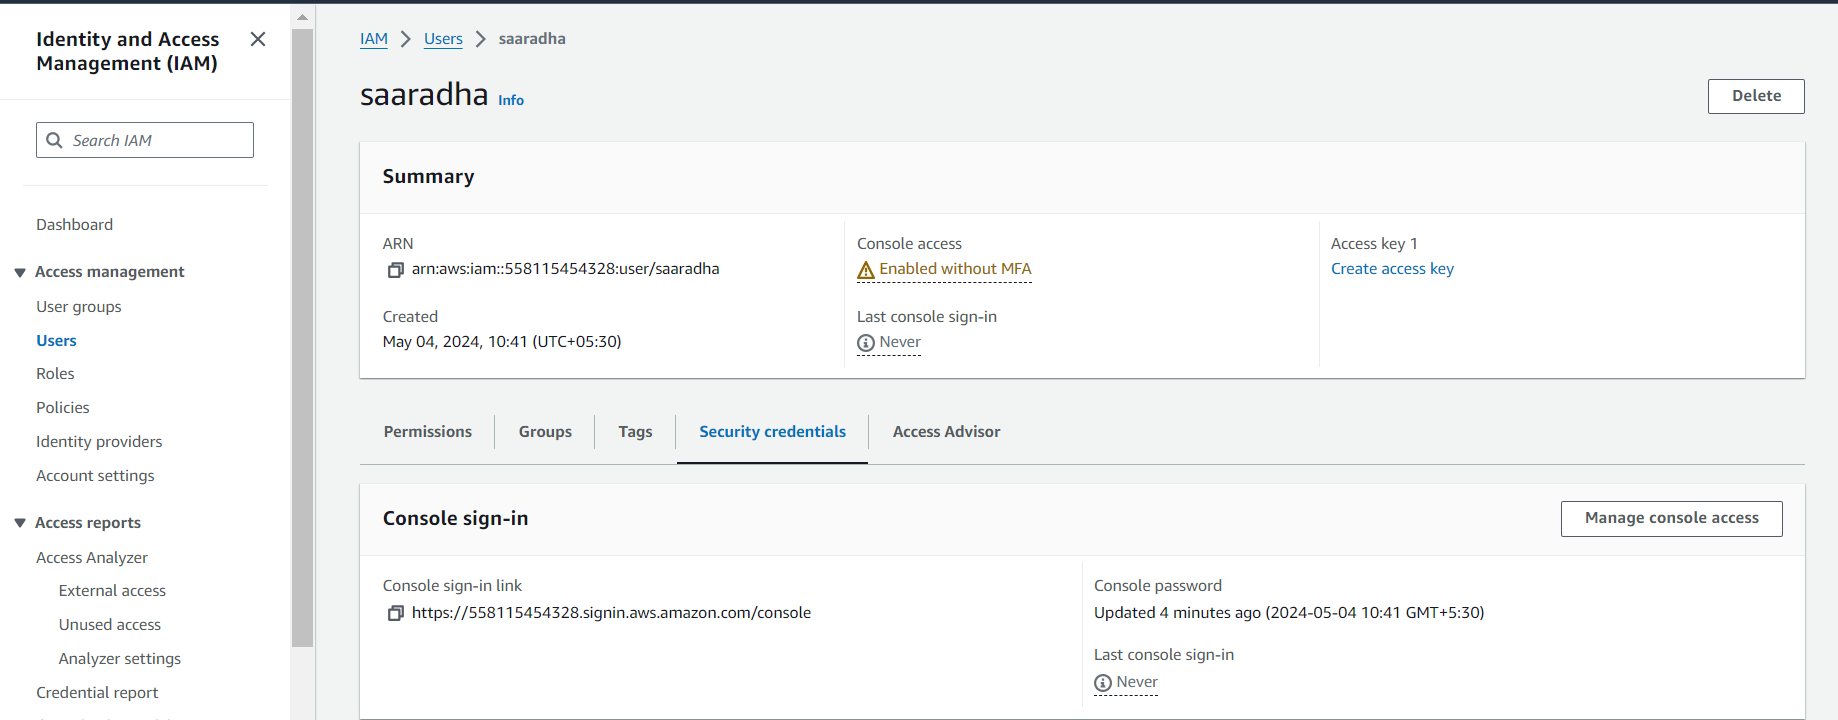 Identity and Access
Management (IAM)
Search IAM
Dashboard
Access management
User groups
Users
Roles
Policies
Identity providers
Account settings
Access reports
Access Analyzer
External access
Unused access
Analyzer settings
Credential report
IAM > Users > saaradha
saaradha Info
Delete
Summary
ARN
arn:aws:iam::558115454328:user/saaradha
Created
May 04, 2024, 10:41 (UTC+05:30)
Console access
Enabled without MFA
Last console sign-in
Never
Access key 1
Create access key
Permissions
Groups
Tags
Security credentials
Access Advisor
Console sign-in
Manage console access
Console sign-in link
https://558115454328.signin.aws.amazon.com/console
Console password
Updated 4 minutes ago (2024-05-04 10:41 GMT+5:30)
Last console sign-in
Never